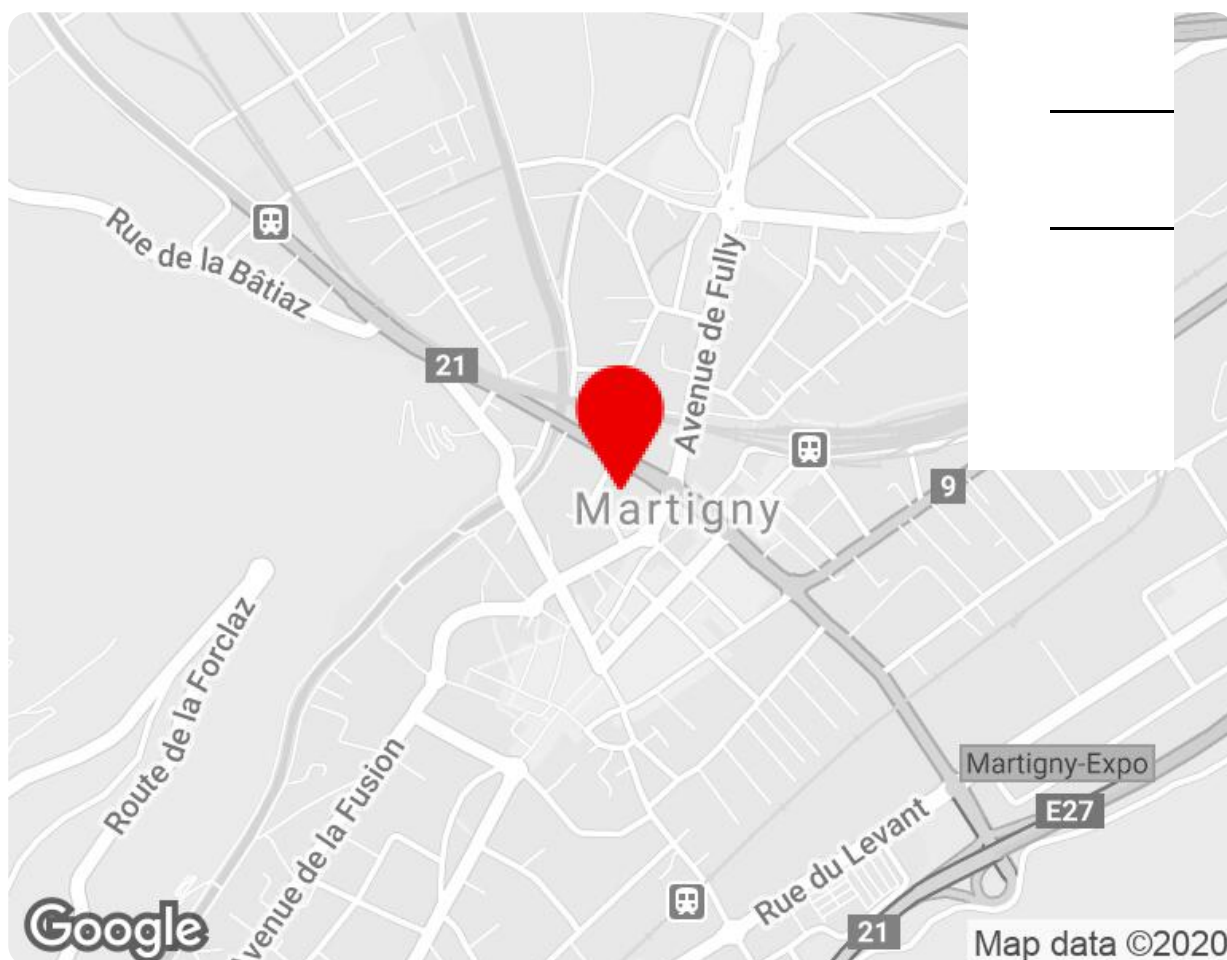 Rue de la Bâtiaz
21
Avenue de Fully
9
Martigny
Route de la Forclaz
Avenue de la Fusion
Martigny-Expo
E27
Rue du Levant
21
Google
Map data ©2020